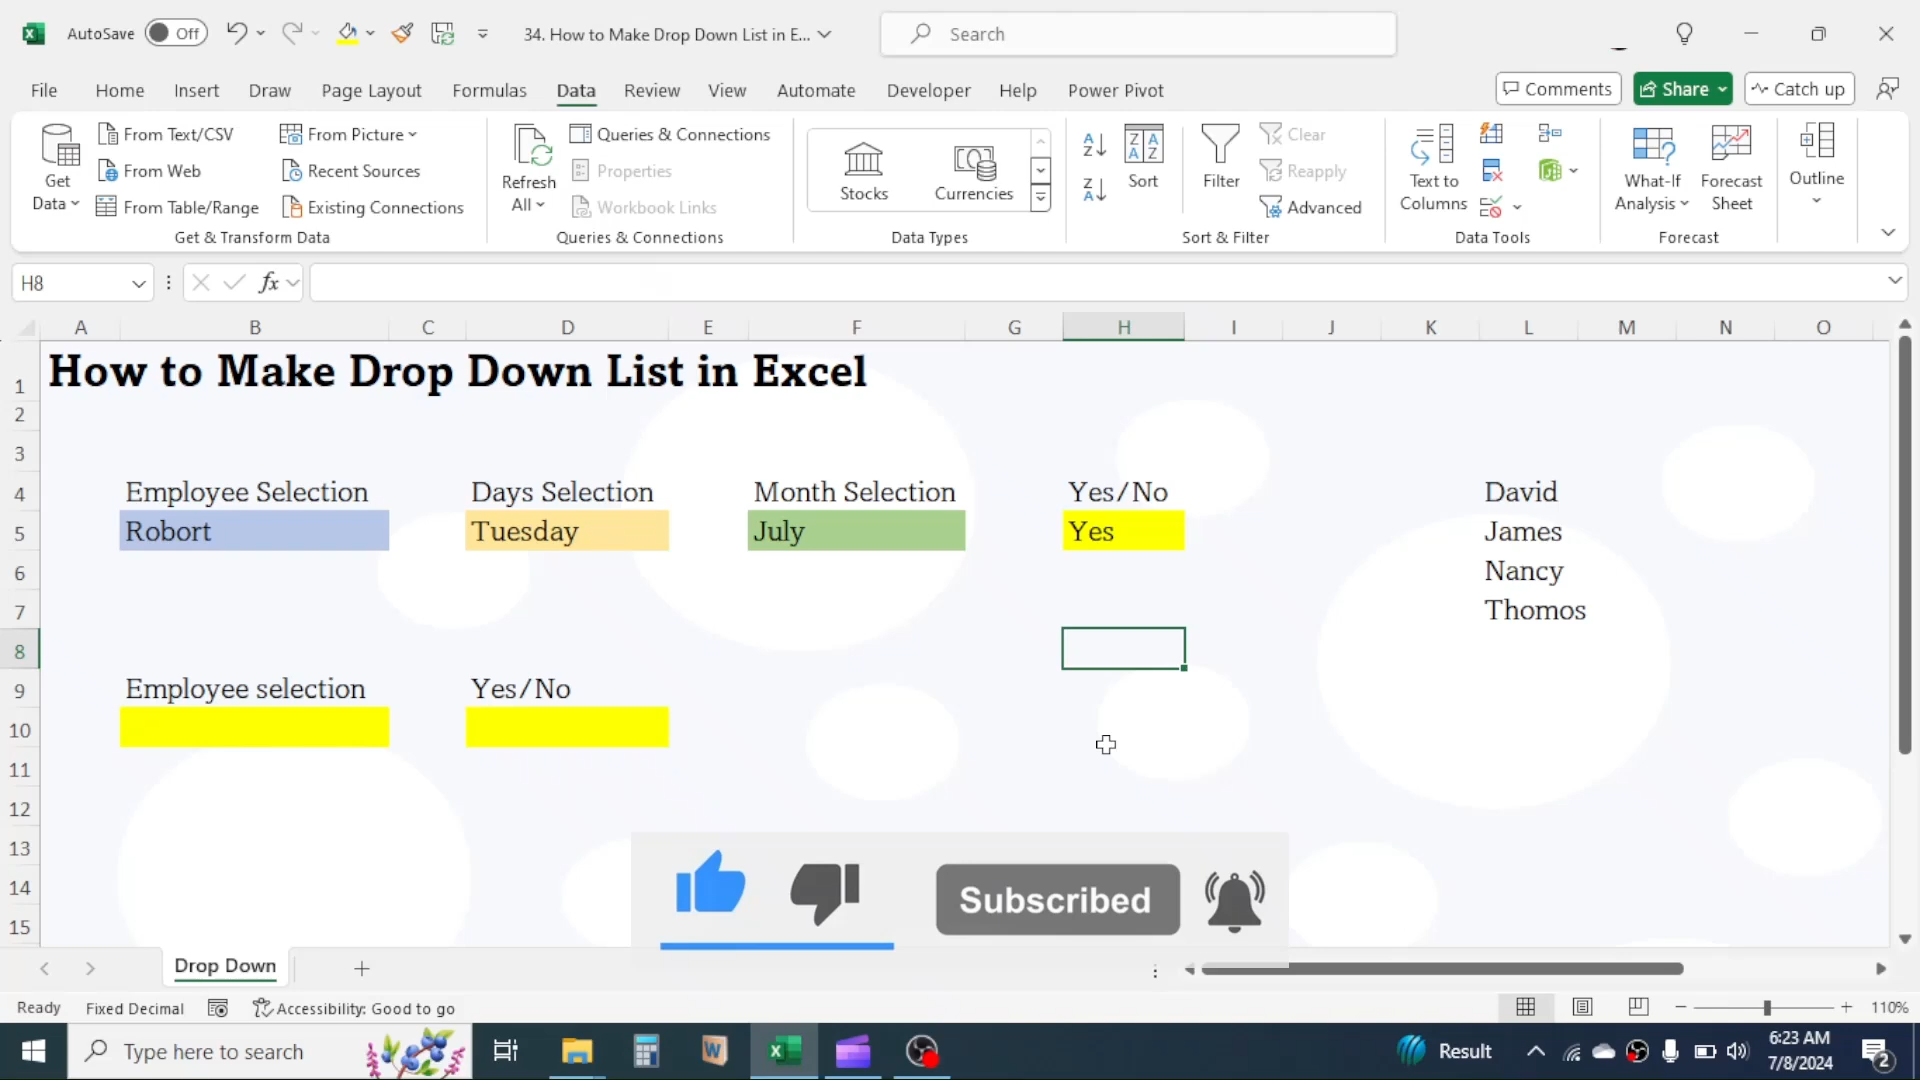 AutoSave Off 34. How to Make Drop Down List in E... Search
File Home Insert Draw Page Layout Formulas Data Review View Automate Developer Help Power Pivot Comments Share Catch up
Get Data
From Text/CSV
From Web
From Table/Range
From Picture
Recent Sources
Existing Connections
Get & Transform Data
Refresh All
Queries & Connections
Properties
Workbook Links
Queries & Connections
Stocks
Currencies
Data Types
Sort
Filter
Clear
Reapply
Advanced
Sort & Filter
Text to Columns
Data Tools
What-If Analysis
Forecast Sheet
Forecast
Outline
H8 fx
A B C D E F G H I J K L M N O
1 How to Make Drop Down List in Excel
2
3
4 Employee Selection Days Selection Month Selection Yes/No David
5 Robort Tuesday July Yes James
6 Nancy
7 Thomos
8
9 Employee selection Yes/No
10
11
12
13
14
15
Subscribed
Drop Down
Ready Fixed Decimal Accessibility: Good to go 110%
Type here to search Result 6:23 AM
7/8/2024 2